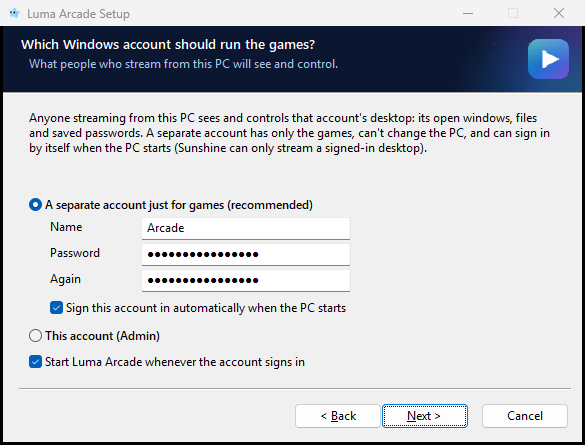 Luma Arcade Setup
Which Windows account should run the games?
What people who stream from this PC will see and control.
Anyone streaming from this PC sees and controls that account's desktop: its open windows, files
and saved passwords. A separate account has only the games, can't change the PC, and can sign in
by itself when the PC starts (Sunshine can only stream a signed-in desktop).
A separate account just for games (recommended)
Name
Arcade
Password
●●●●●●●●●●●●●●●●
Again
●●●●●●●●●●●●●●●●
Sign this account in automatically when the PC starts
This account (Admin)
Start Luma Arcade whenever the account signs in
< Back
Next >
Cancel